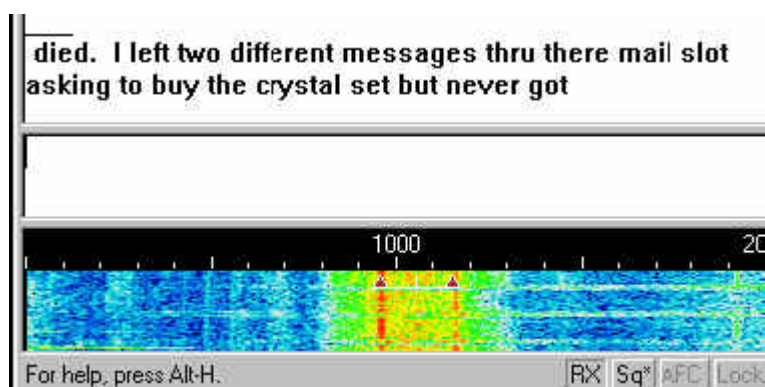 died. I left two different messages thru there mail slot
asking to buy the crystal set but never got
1000
20
For help, press Alt-H.
RX Sq* AFC Lock